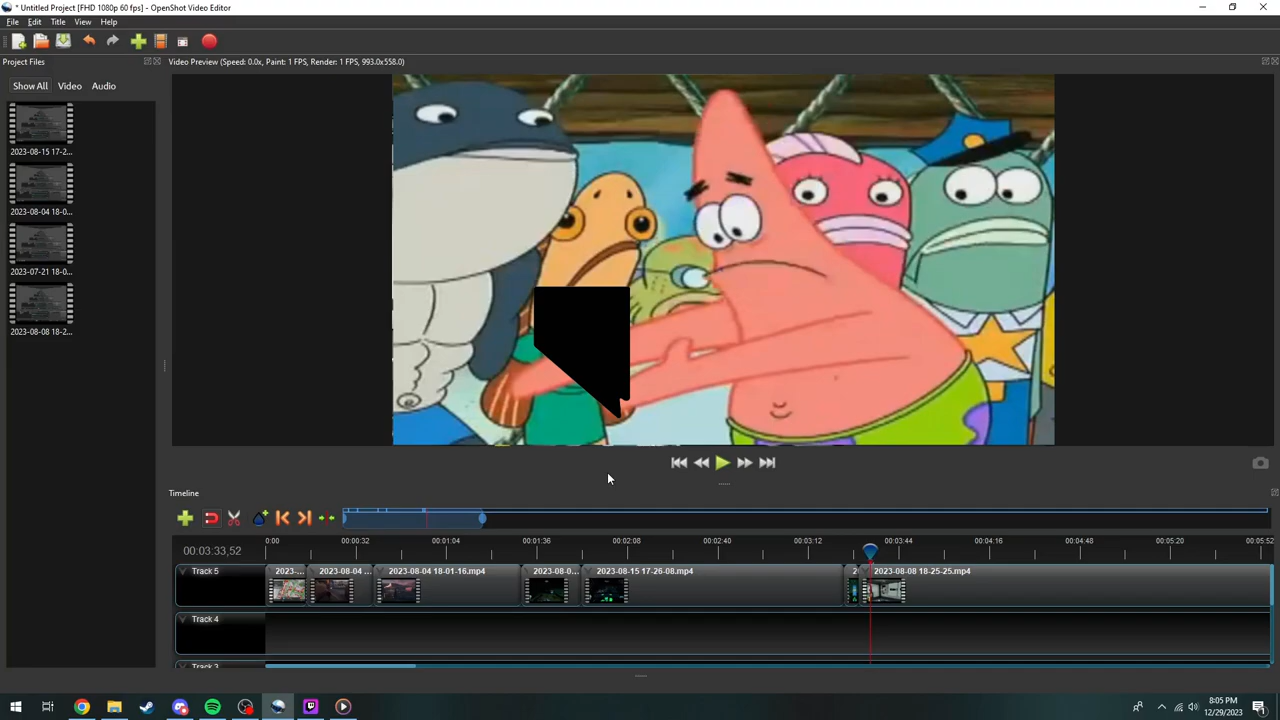 * Untitled Project [FHD 1080p 60 fps] - OpenShot Video Editor
File Edit Title View Help
Project Files
Video Preview (Speed: 0.0x, Paint: 1 FPS, Render: 1 FPS, 993.0x558.0)
Show All Video Audio
2023-08-15 17-2...
2023-08-04 18-0...
2023-07-21 18-0...
2023-08-08 18-2...
Timeline
00:03:33,52
0:00 00:00:32 00:01:04 00:01:36 00:02:08 00:02:40 00:03:12 00:03:44 00:04:16 00:04:48 00:05:20 00:05:52
Track 5
2023-... 2023-08-04 ... 2023-08-04 18-01-16.mp4 2023-08-0... 2023-08-15 17-26-08.mp4 2 2023-08-08 18-25-25.mp4
Track 4
Track 3
8:05 PM
12/29/2023
1